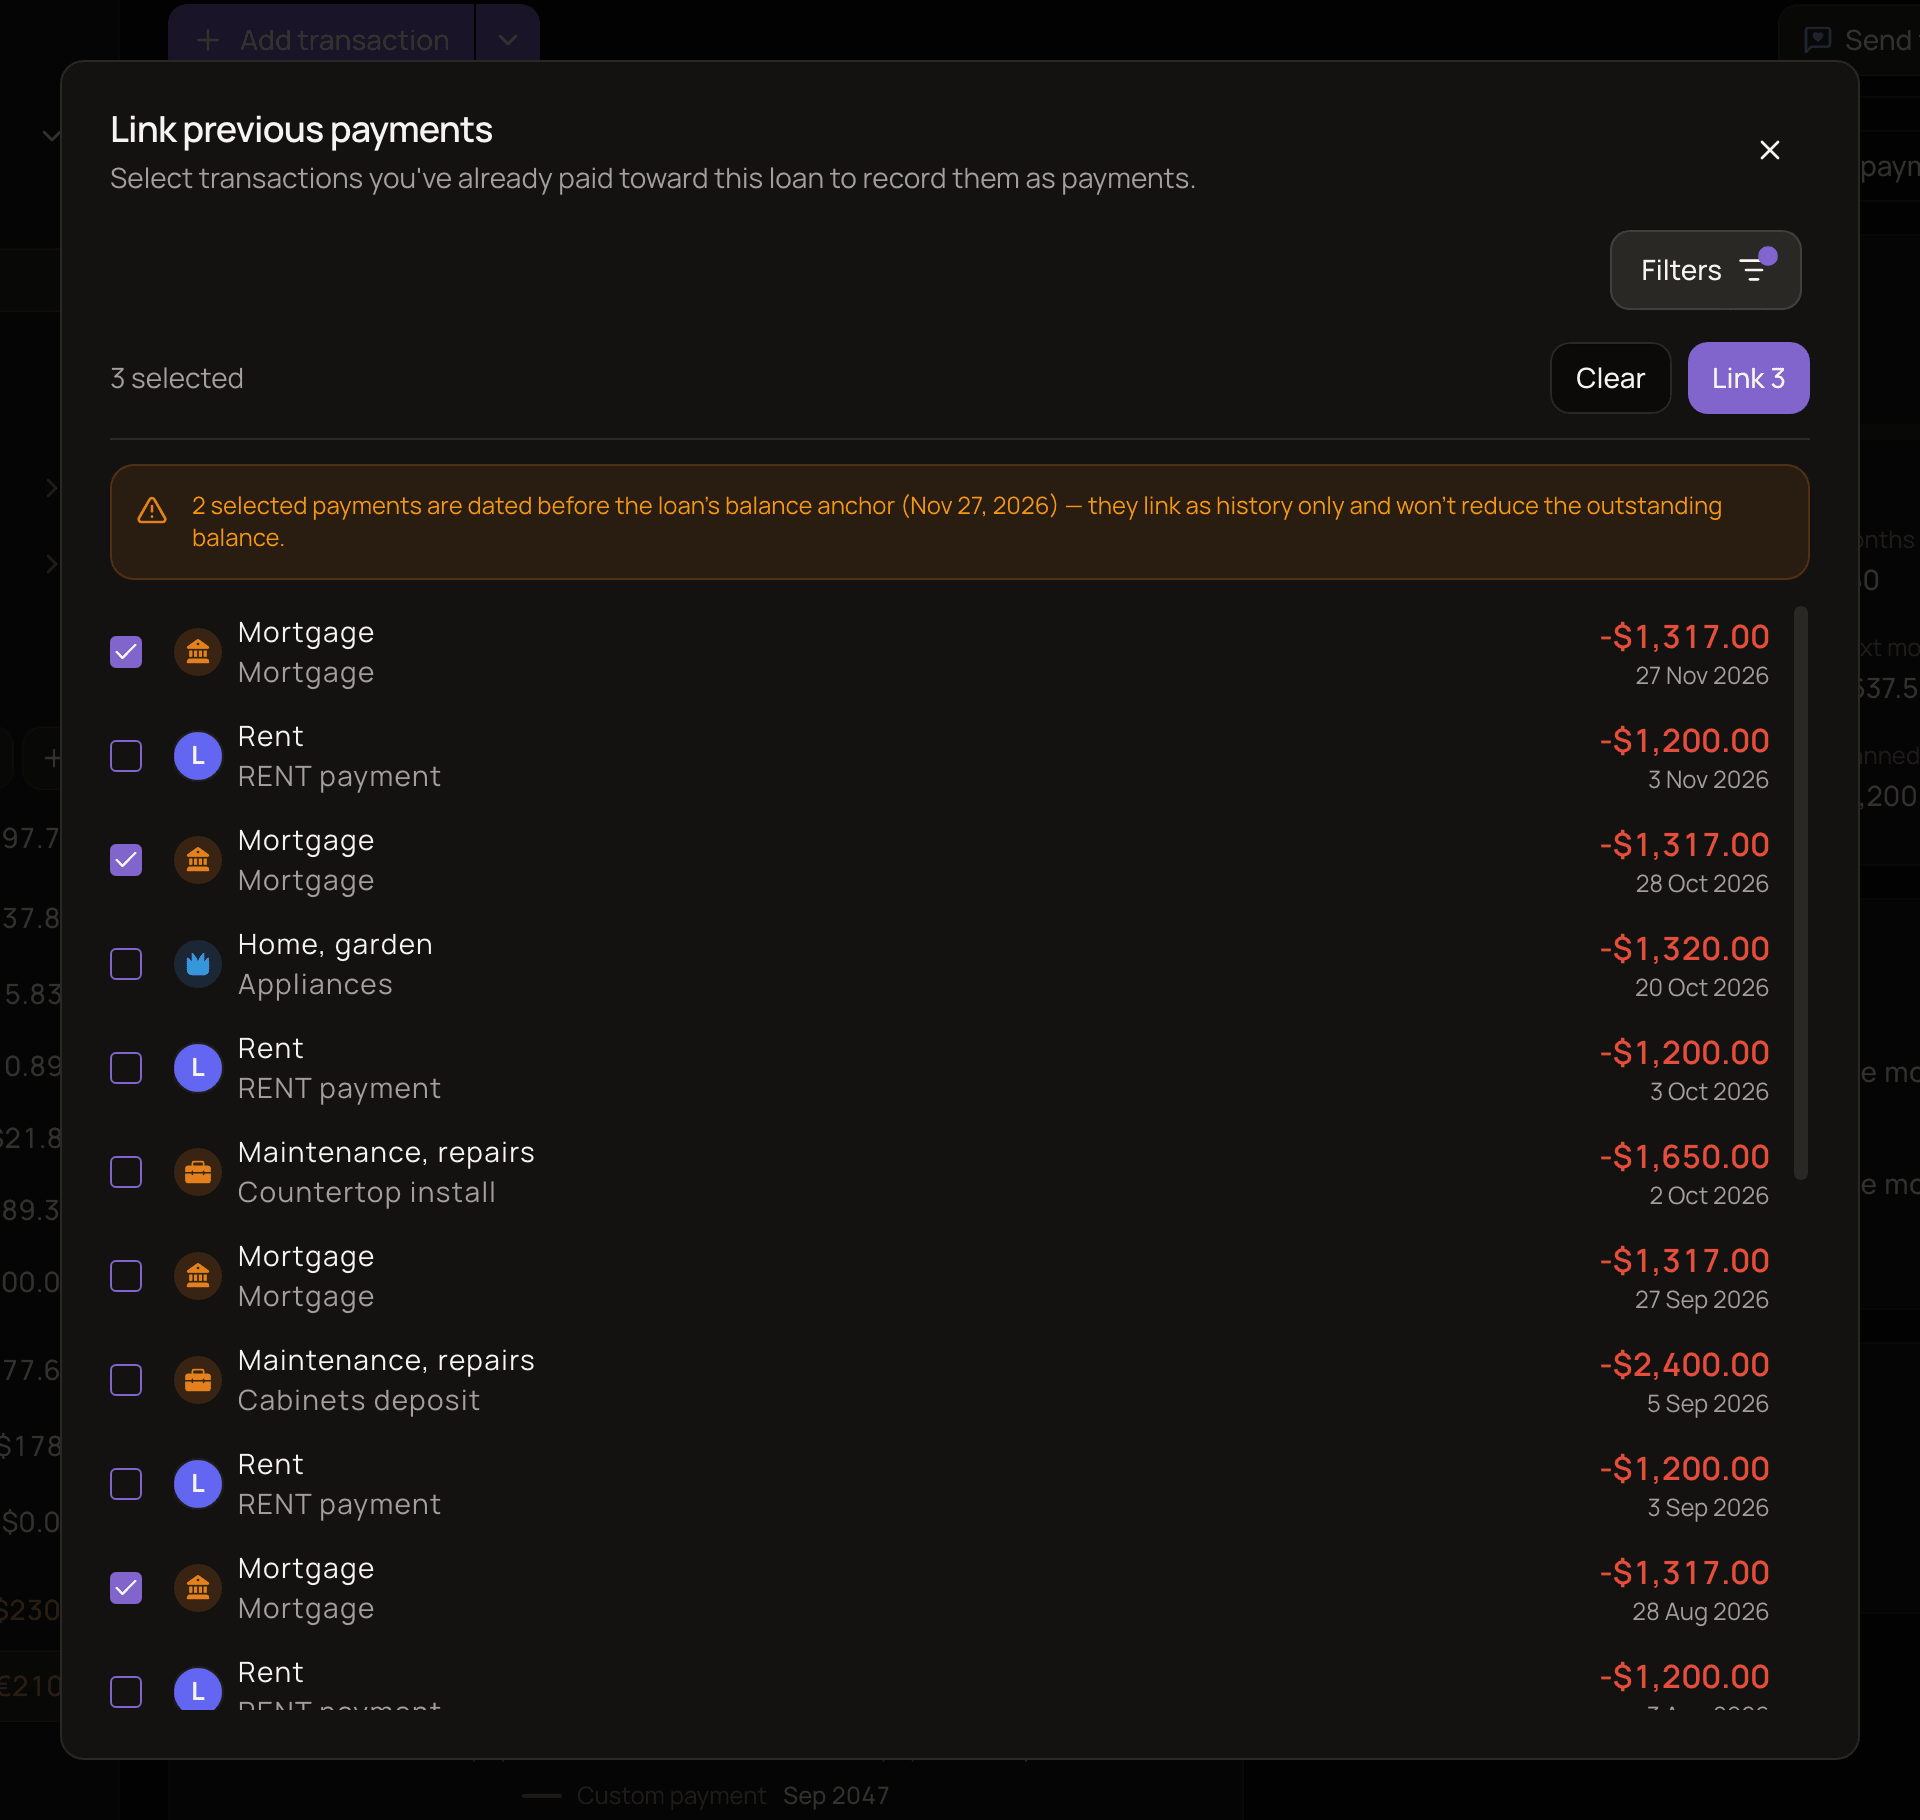 Add transaction
Send
Link previous payments
Select transactions you've already paid toward this loan to record them as payments.
Filters
3 selected
Clear
Link 3
2 selected payments are dated before the loan's balance anchor (Nov 27, 2026) — they link as history only and won't reduce the outstanding
balance.
Mortgage
Mortgage
-$1,317.00
27 Nov 2026
L
Rent
RENT payment
-$1,200.00
3 Nov 2026
Mortgage
Mortgage
-$1,317.00
28 Oct 2026
Home, garden
Appliances
-$1,320.00
20 Oct 2026
L
Rent
RENT payment
-$1,200.00
3 Oct 2026
Maintenance, repairs
Countertop install
-$1,650.00
2 Oct 2026
Mortgage
Mortgage
-$1,317.00
27 Sep 2026
Maintenance, repairs
Cabinets deposit
-$2,400.00
5 Sep 2026
L
Rent
RENT payment
-$1,200.00
3 Sep 2026
Mortgage
Mortgage
-$1,317.00
28 Aug 2026
L
Rent
RENT payment
-$1,200.00
Custom payment Sep 2047